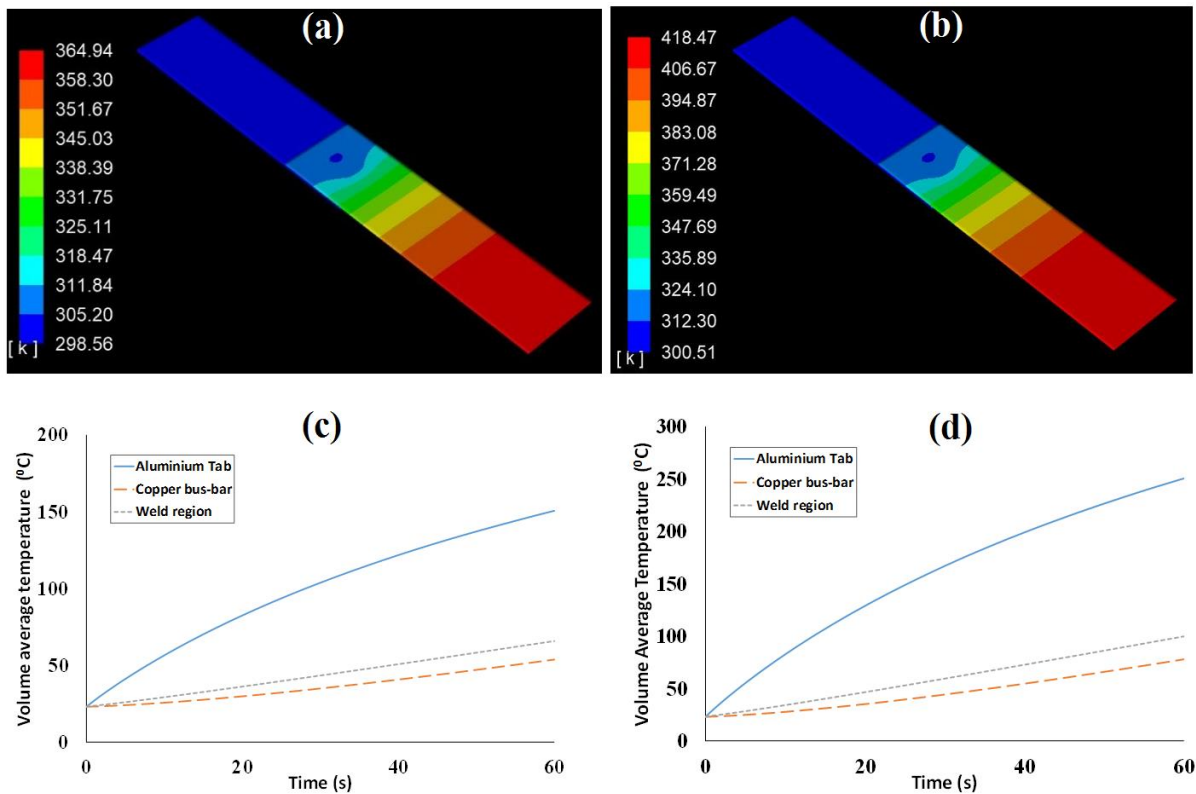 (a)
364.94
358.30
351.67
345.03
338.39
331.75
325.11
318.47
311.84
305.20
298.56
[ k ]
(b)
418.47
406.67
394.87
383.08
371.28
359.49
347.69
335.89
324.10
312.30
300.51
[ k ]
(c)
Volume average temperature (⁰C)
200
150
100
50
0
Aluminium Tab
Copper bus-bar
Weld region
0
20
40
60
Time (s)
(d)
Volume Average Temperature (⁰C)
300
250
200
150
100
50
0
Aluminium Tab
Copper bus-bar
Weld region
0
20
40
60
Time (s)